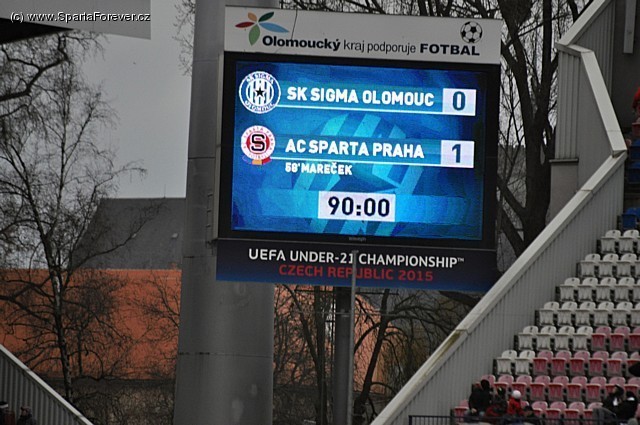 (c) www.SpartaForever.cz
Olomoucký kraj podporuje FOTBAL
SK SIGMA OLOMOUC 0
AC SPARTA PRAHA 1
58' MAREČEK
90:00
UEFA UNDER-21 CHAMPIONSHIP™
CZECH REPUBLIC 2015